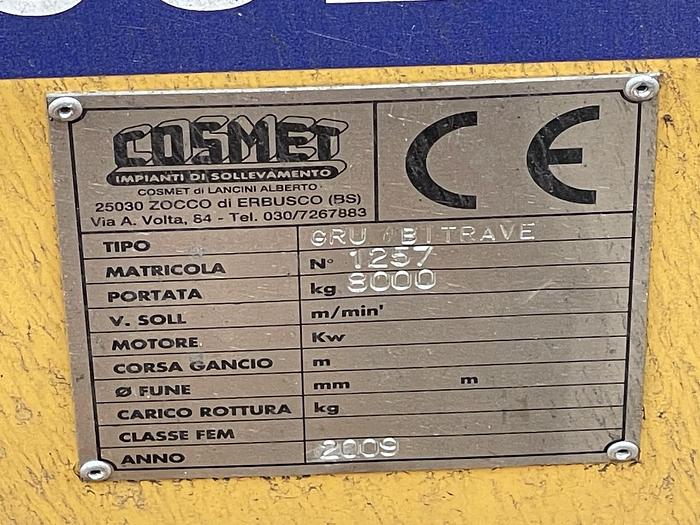 COSMET
IMPIANTI DI SOLLEVAMENTO
COSMET di LANCINI ALBERTO
25030 ZOCCO di ERBUSCO (BS)
Via A. Volta, 84 - Tel. 030/7267883
CE
TIPO GRU BITRAVE
MATRICOLA N° 1257
PORTATA kg 8000
V. SOLL m/min'
MOTORE Kw
CORSA GANCIO m
Ø FUNE mm m
CARICO ROTTURA kg
CLASSE FEM
ANNO 2009